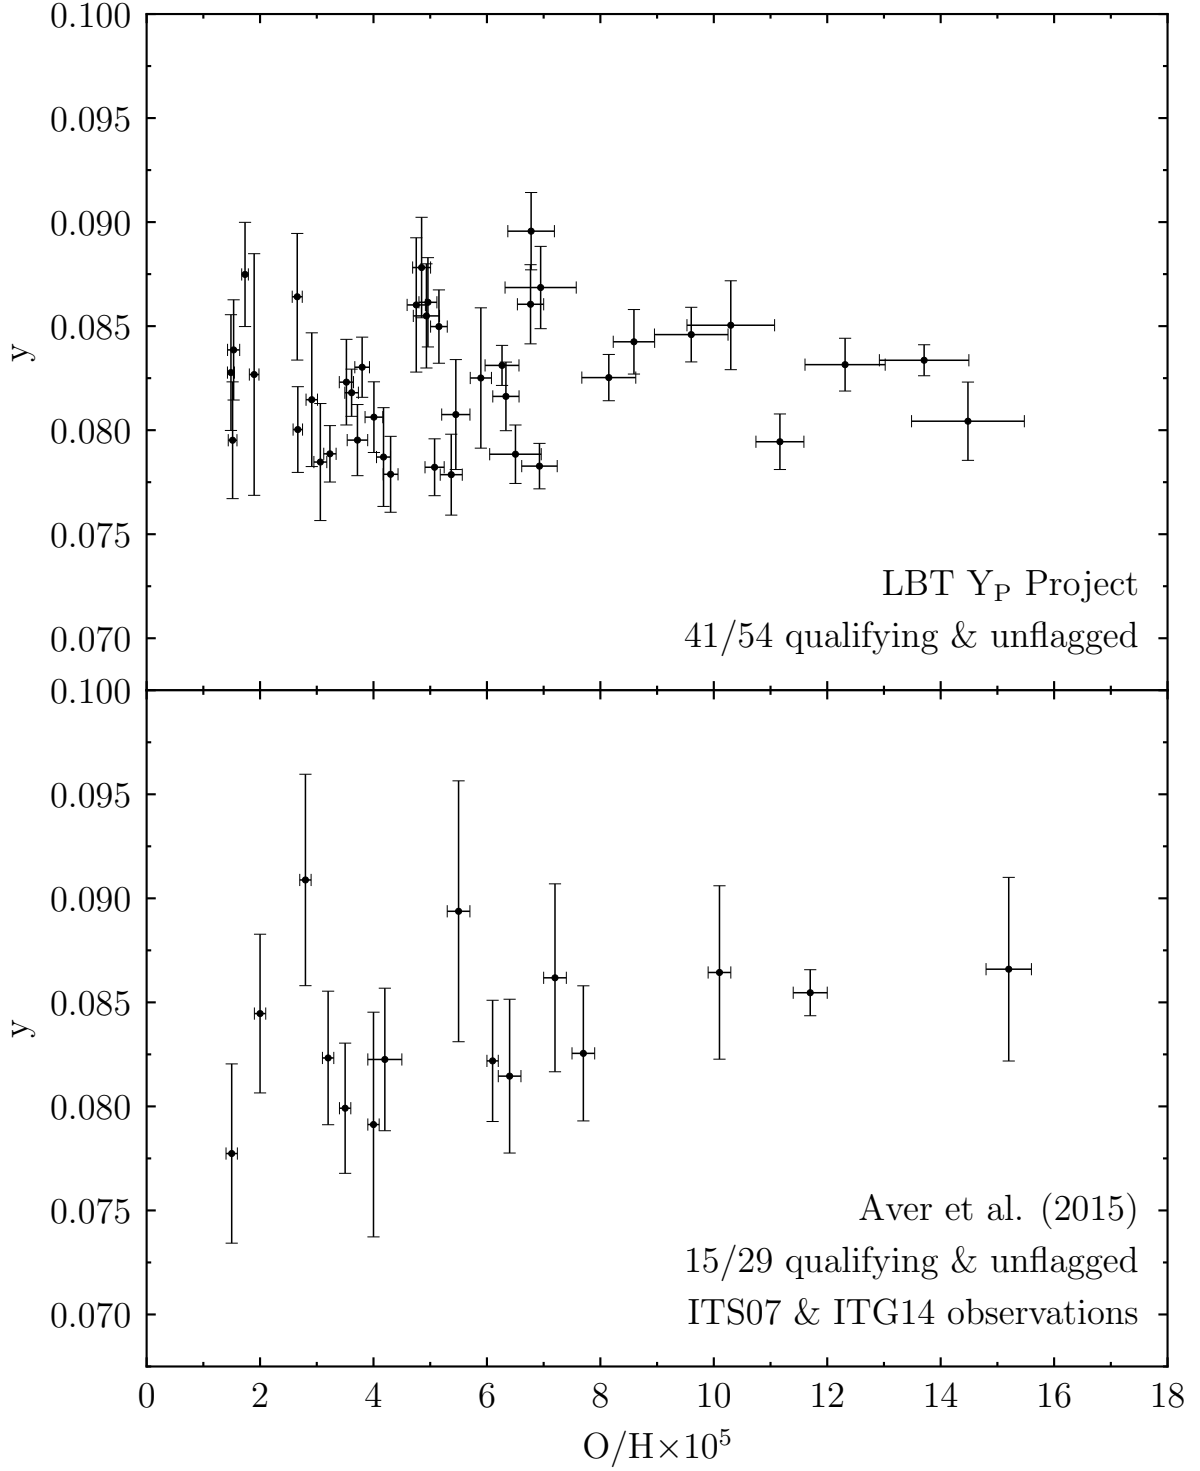 0.100
0.095
0.090
0.085
0.080
0.075
0.070
y
LBT Y_P Project
41/54 qualifying & unflagged
0.100
0.095
0.090
0.085
0.080
0.075
0.070
y
Aver et al. (2015)
15/29 qualifying & unflagged
ITS07 & ITG14 observations
0 2 4 6 8 10 12 14 16 18
O/H×10⁵